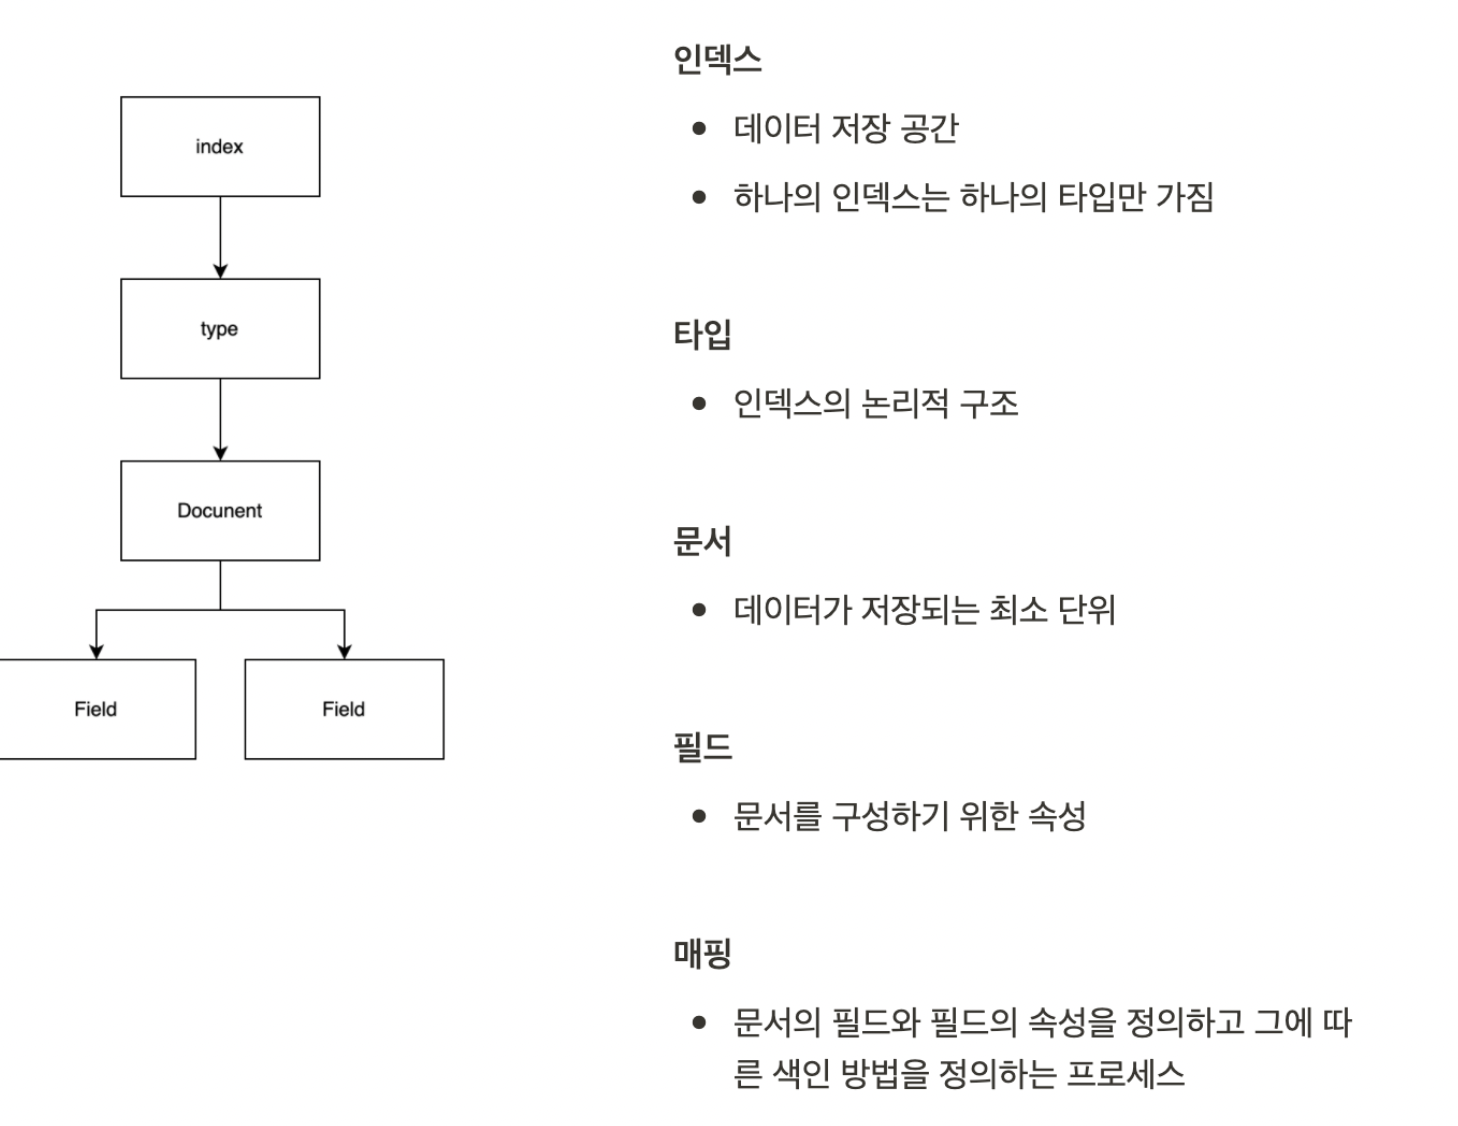 index
type
Docunent
Field
Field
인덱스
데이터 저장 공간
하나의 인덱스는 하나의 타입만 가짐
타입
인덱스의 논리적 구조
문서
데이터가 저장되는 최소 단위
필드
문서를 구성하기 위한 속성
매핑
문서의 필드와 필드의 속성을 정의하고 그에 따
른 색인 방법을 정의하는 프로세스